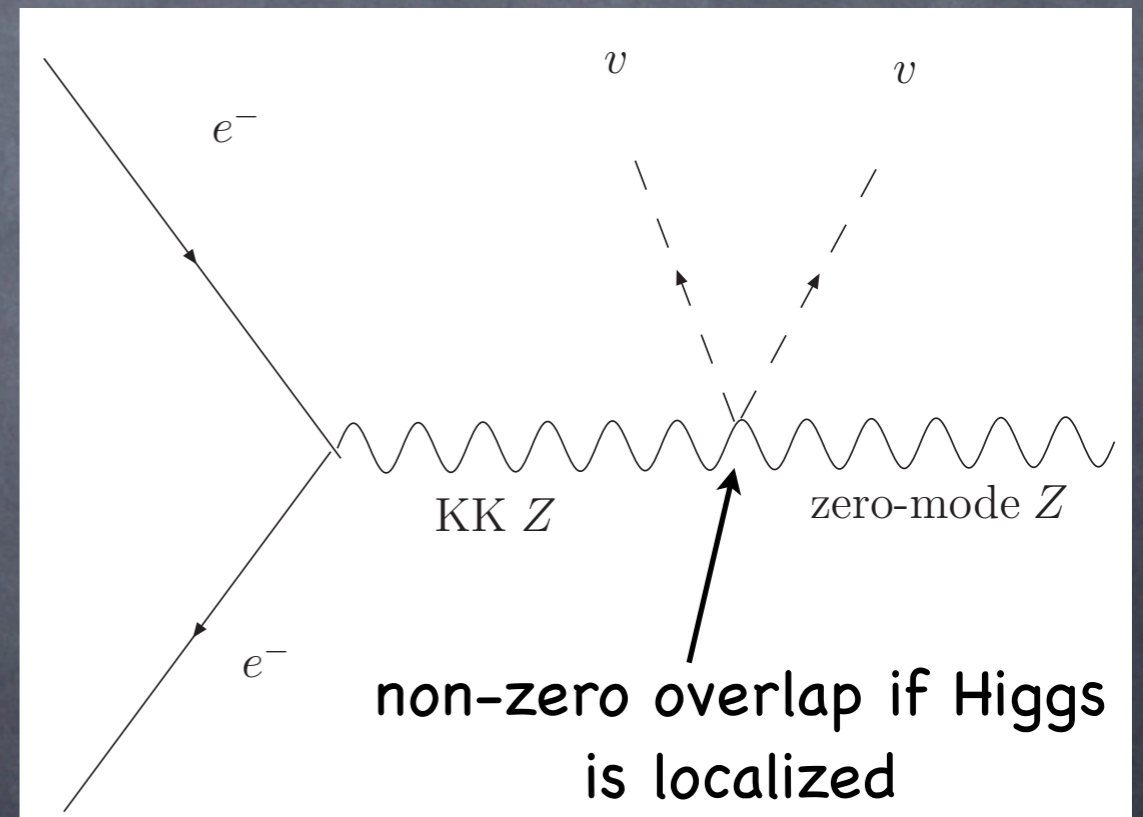 v
v
e⁻
KK Z
zero-mode Z
e⁻
non-zero overlap if Higgs
is localized